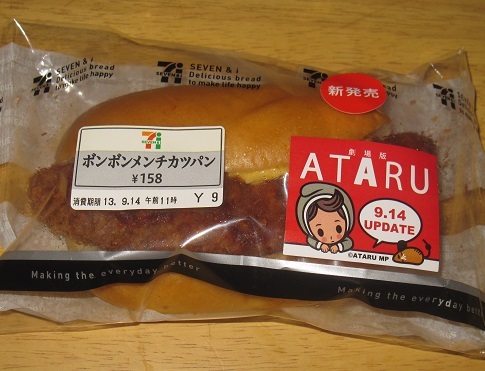 SEVEN & i
Delicious bread
to make life happy
SEVEN & i
Delicious bread
to make life happy
新発売
ボンボンメンチカツパン
¥158
消費期限 13. 9.14 午前11時 Y 9
劇場版
ATARU
9.14
UPDATE
©ATARU MP
Making the everyday better
Making the everyday bet